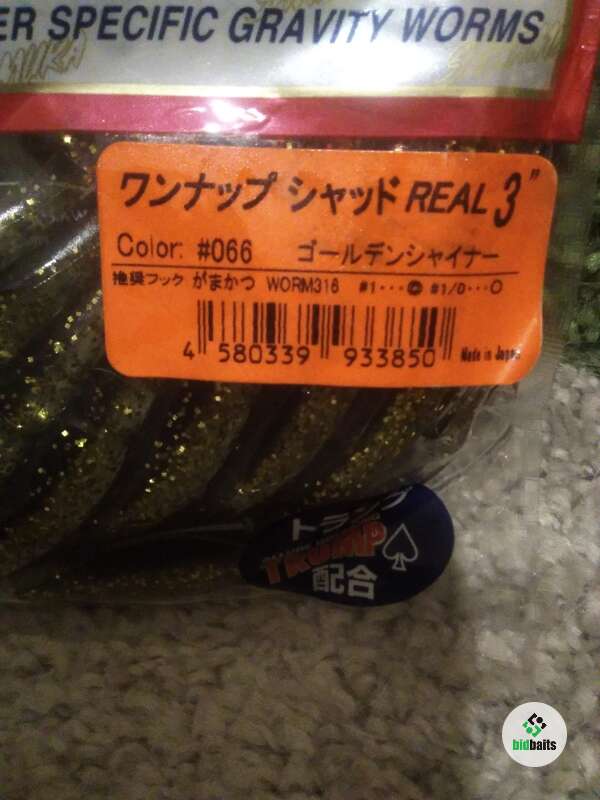 ER SPECIFIC GRAVITY WORMS
ワンナップ シャッド REAL 3"
Color: #066 ゴールデンシャイナー
推奨フック がまかつ WORM316 #1・・・◎ #1/0・・・○
4 580339 933850 Made in Japan
トランプ
TRUMP
配合
bidbaits